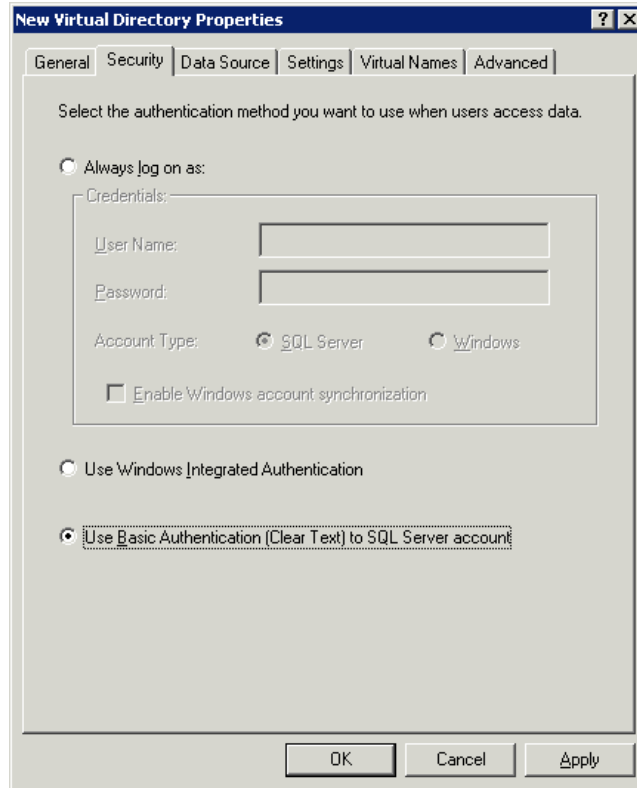 New Virtual Directory Properties
General Security Data Source Settings Virtual Names Advanced
Select the authentication method you want to use when users access data.
Always log on as:
Credentials:
User Name:
Password:
Account Type: SQL Server Windows
Enable Windows account synchronization
Use Windows Integrated Authentication
Use Basic Authentication (Clear Text) to SQL Server account
OK Cancel Apply